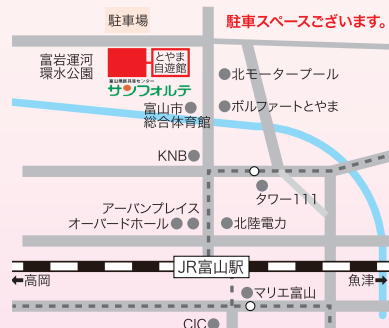 駐車場
駐車スペースございます。
富岩運河
環水公園
とやま
自遊館
富山県民共生センター
サンフォルテ
北モータープール
富山市
総合体育館
ボルファートとやま
KNB
タワー111
アーバンプレイス
オーバードホール
北陸電力
JR富山駅
高岡
魚津
マリエ富山
CIC